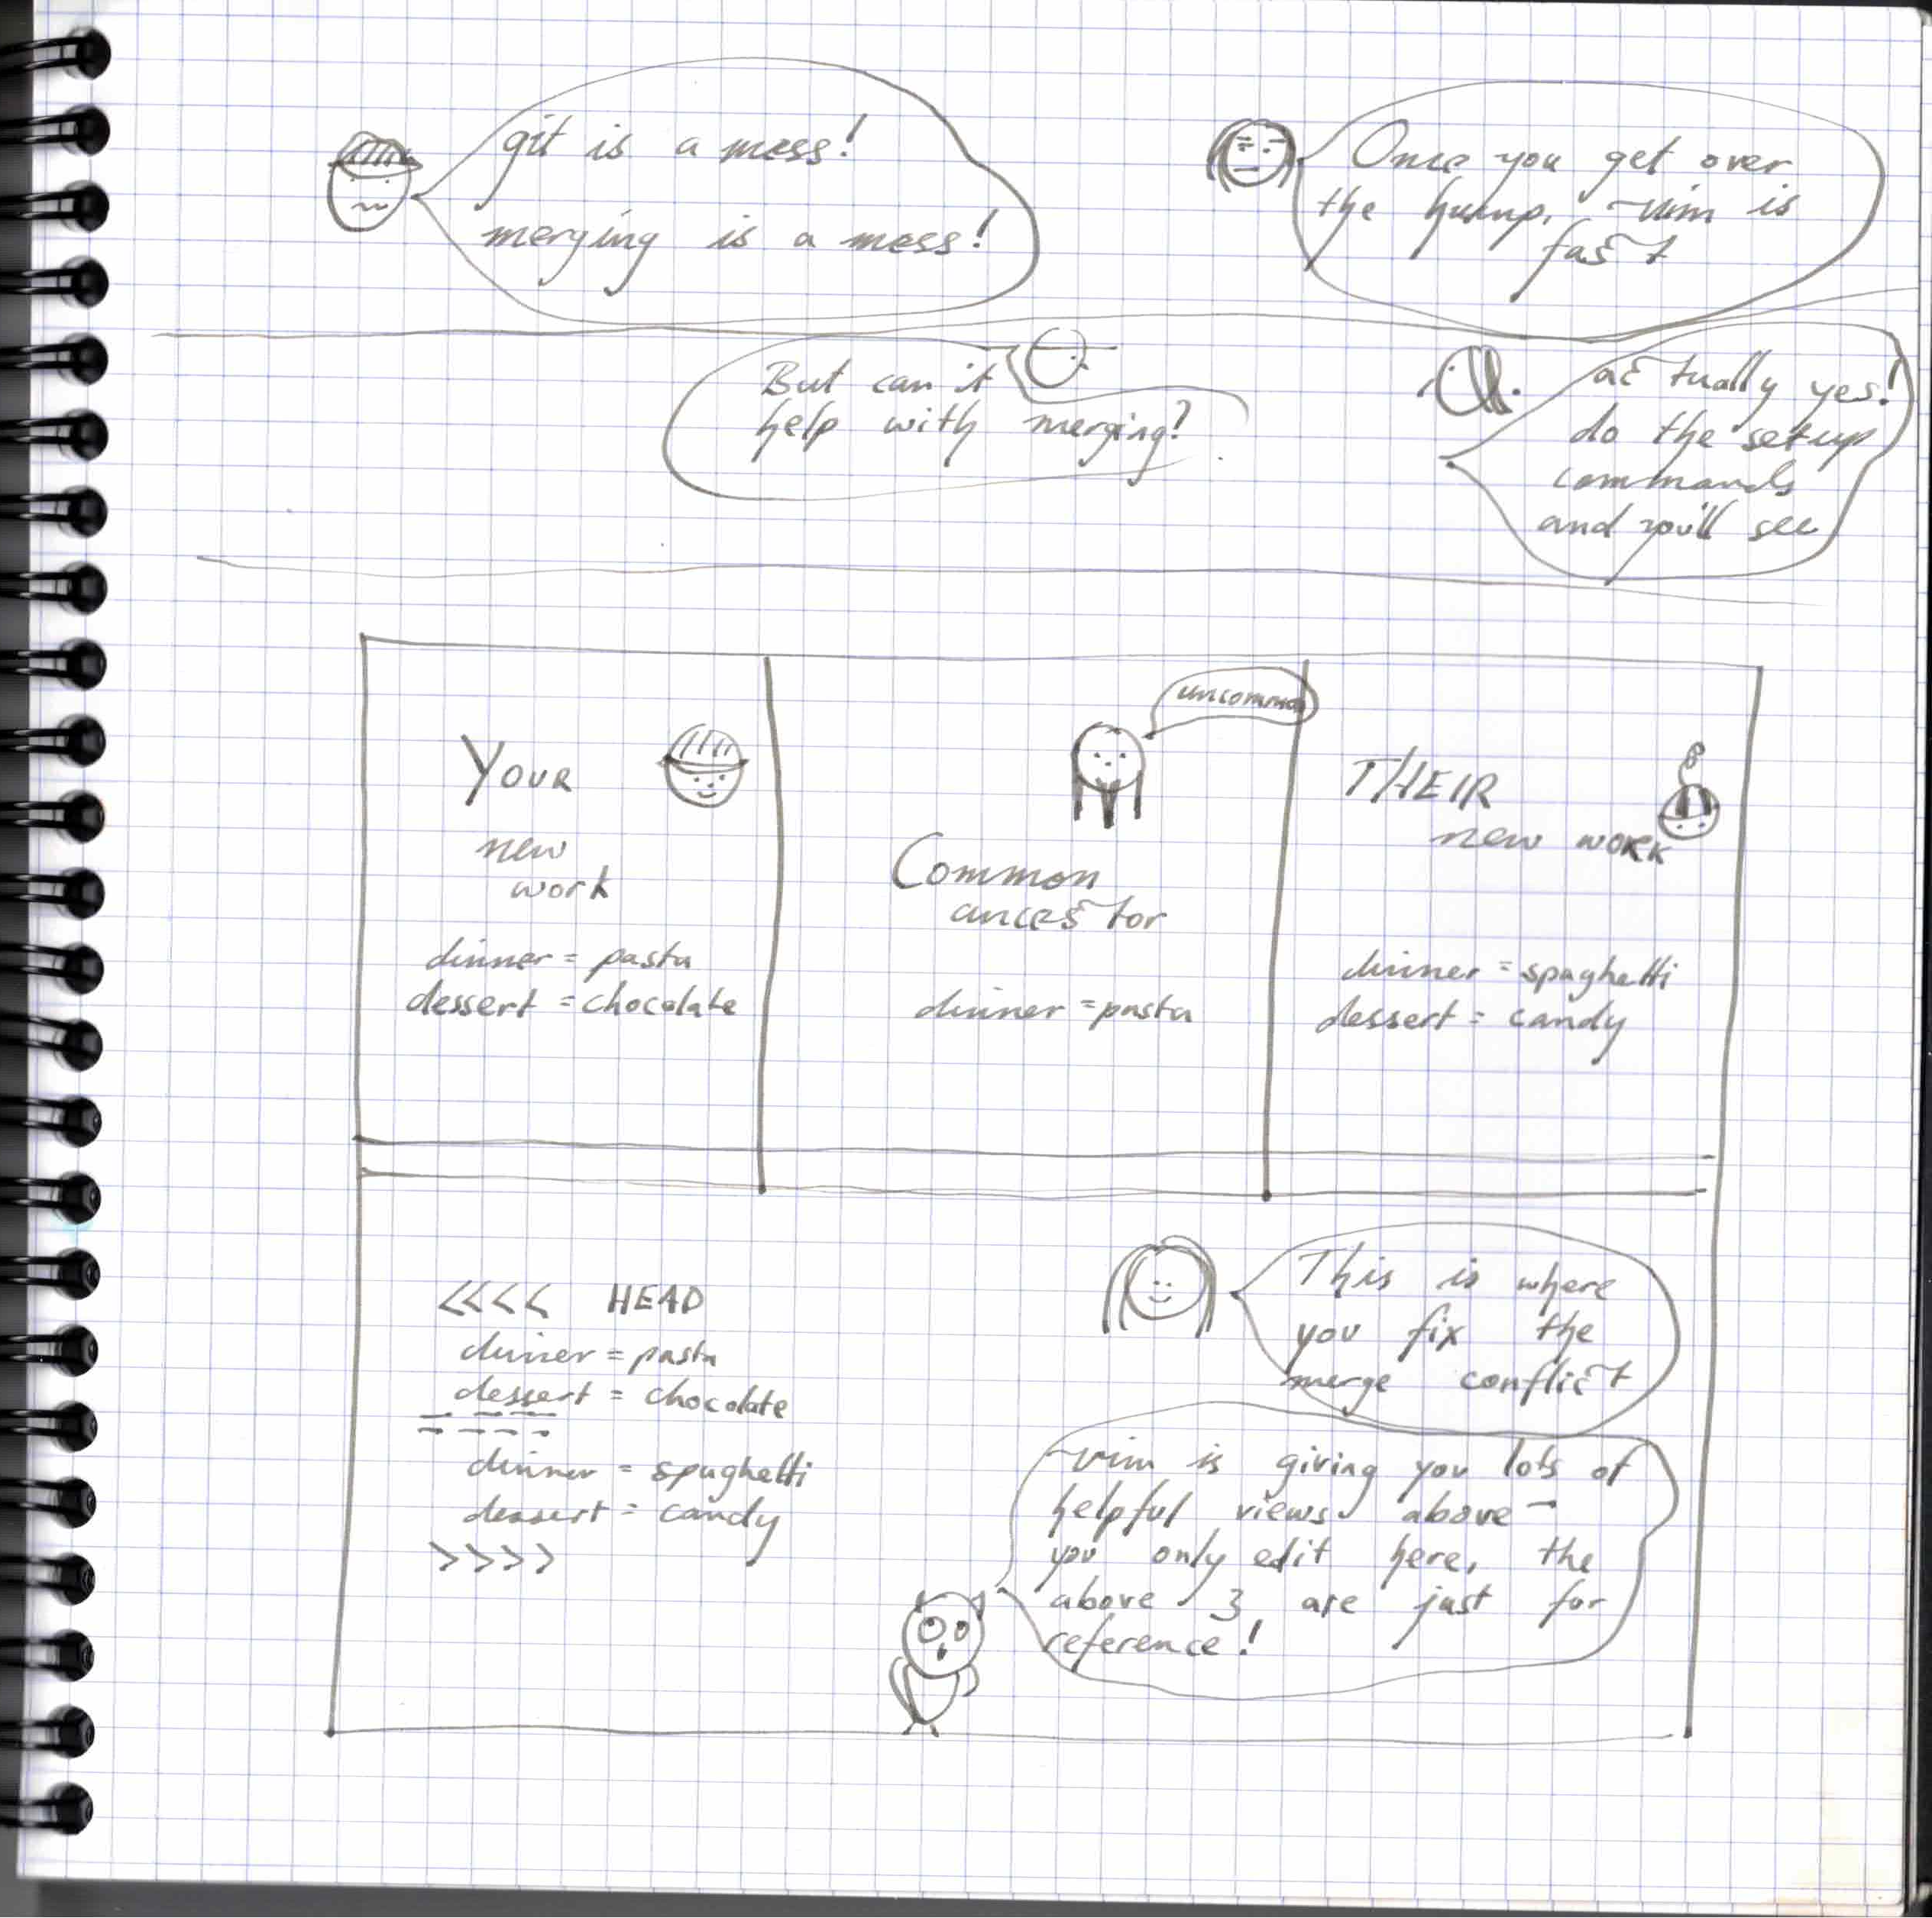 git is a mess!
merging is a mess!
Once you get over
the hump, vim is
fast
But can it
help with merging?
actually yes!
do the setup
commands
and you'll see
YOUR
new
work
dinner = pasta
dessert = chocolate
uncommon
Common
ancestor
dinner = pasta
THEIR
new work
dinner = spaghetti
dessert = candy
<<<< HEAD
dinner = pasta
dessert = chocolate
====
dinner = spaghetti
dessert = candy
>>>>
This is where
you fix the
merge conflict
vim is giving you lots of
helpful views above -
you only edit here, the
above 3 are just for
reference!